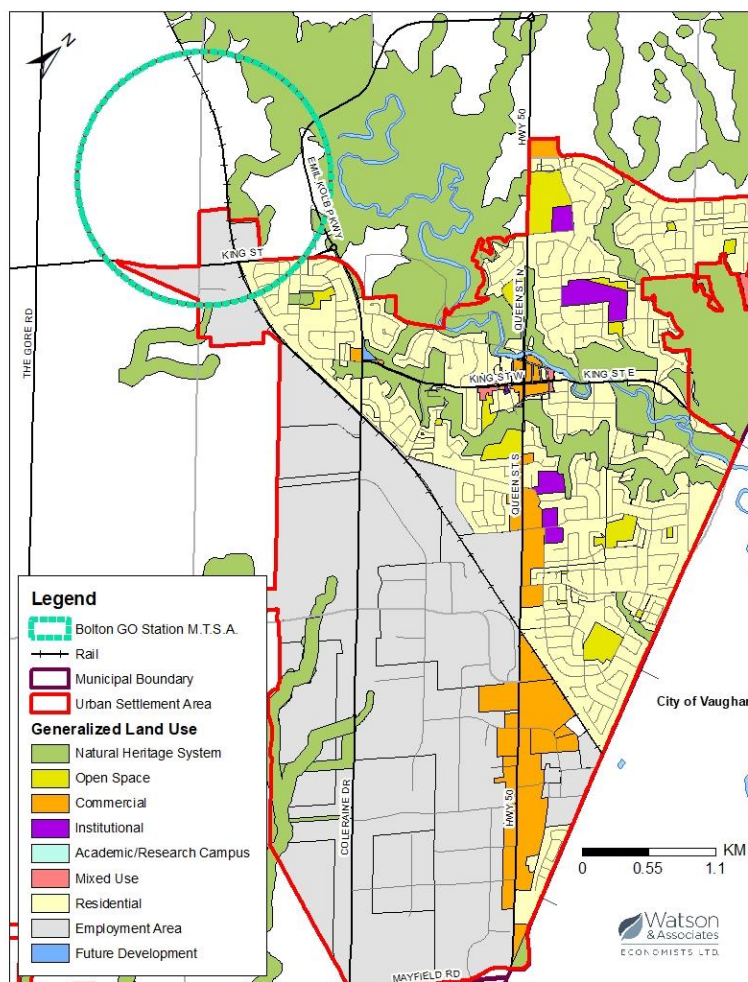 N
HWY 50
EMIL KOLB PKWY
KING ST
THE GORE RD
QUEEN ST N
KING ST W
KING ST E
QUEEN ST S
City of Vaughan
COLERAINE DR
HWY 50
MAYFIELD RD
Legend
Bolton GO Station M.T.S.A.
Rail
Municipal Boundary
Urban Settlement Area
Generalized Land Use
Natural Heritage System
Open Space
Commercial
Institutional
Academic/Research Campus
Mixed Use
Residential
Employment Area
Future Development
KM
0 0.55 1.1
Watson
& Associates
ECONOMISTS LTD.